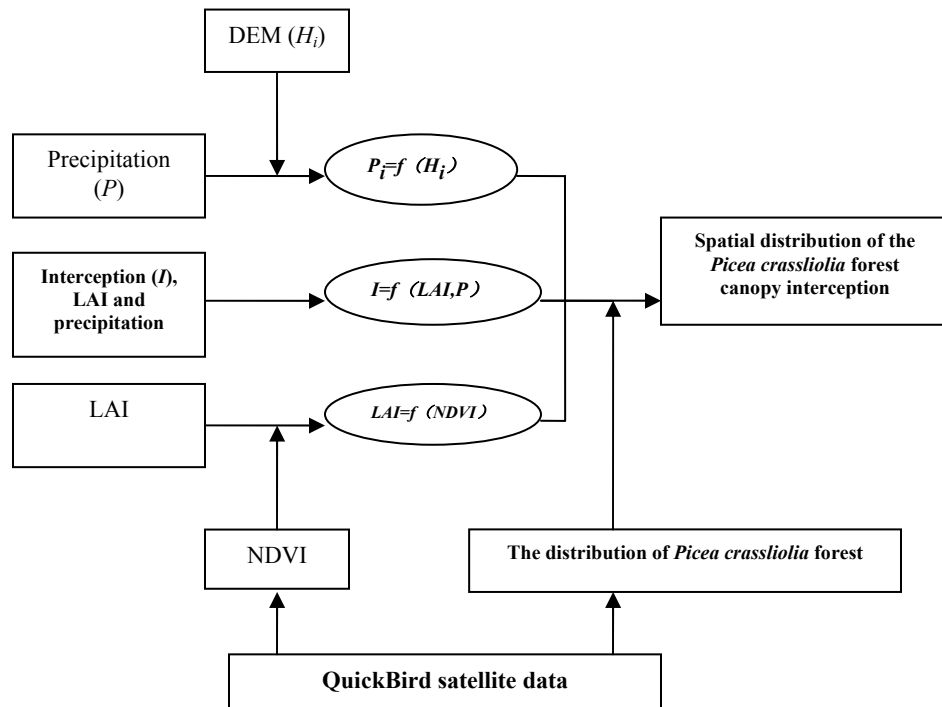 DEM (Hi)
Precipitation
(P)
Pi=f（Hi）
Interception (I),
LAI and
precipitation
I=f（LAI,P）
Spatial distribution of the
Picea crassliolia forest
canopy interception
LAI
LAI=f（NDVI）
NDVI
The distribution of Picea crassliolia forest
QuickBird satellite data